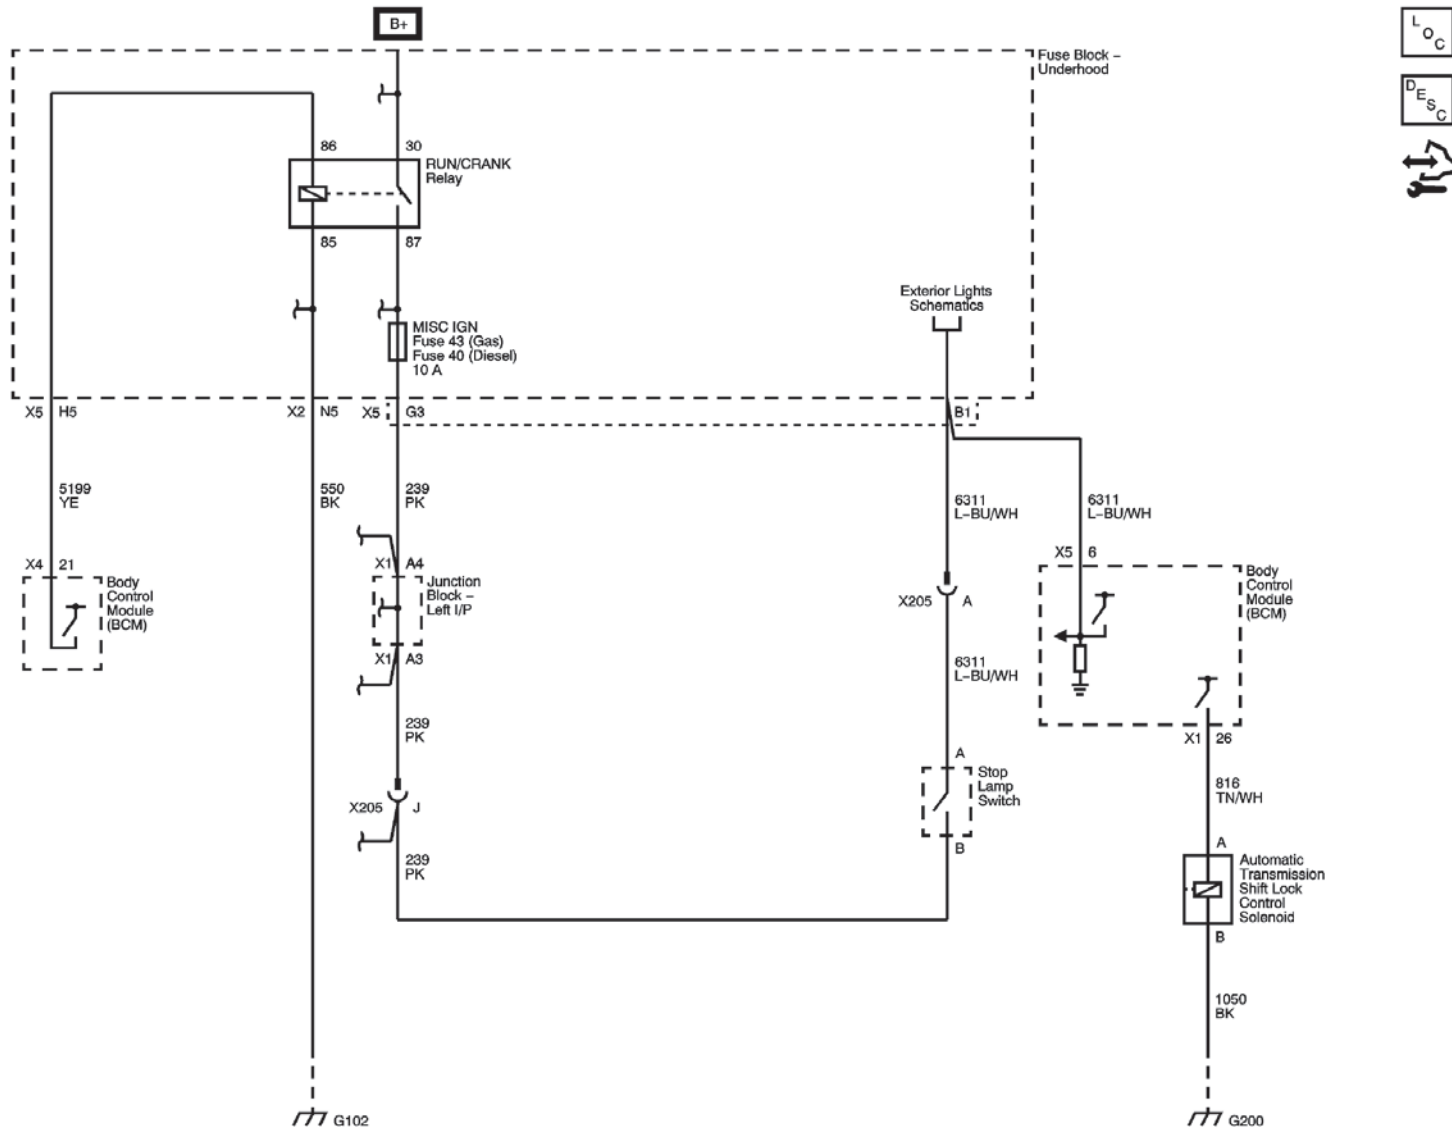 B+
Fuse Block –
Underhood
L
O
C
D
E
S
C
86
30
RUN/CRANK
Relay
85
87
Exterior Lights
Schematics
MISC IGN
Fuse 43 (Gas)
Fuse 40 (Diesel)
10 A
X5 H5
X2 N5
X5 G3
B1
5199
YE
550
BK
239
PK
6311
L–BU/WH
6311
L–BU/WH
X4 21
Body
Control
Module
(BCM)
X1 A4
Junction
Block –
Left I/P
X1 A3
X205 A
X5 6
Body
Control
Module
(BCM)
6311
L–BU/WH
239
PK
X1 26
A
Stop
Lamp
Switch
B
816
TN/WH
X205 J
239
PK
A
Automatic
Transmission
Shift Lock
Control
Solenoid
B
1050
BK
G102
G200